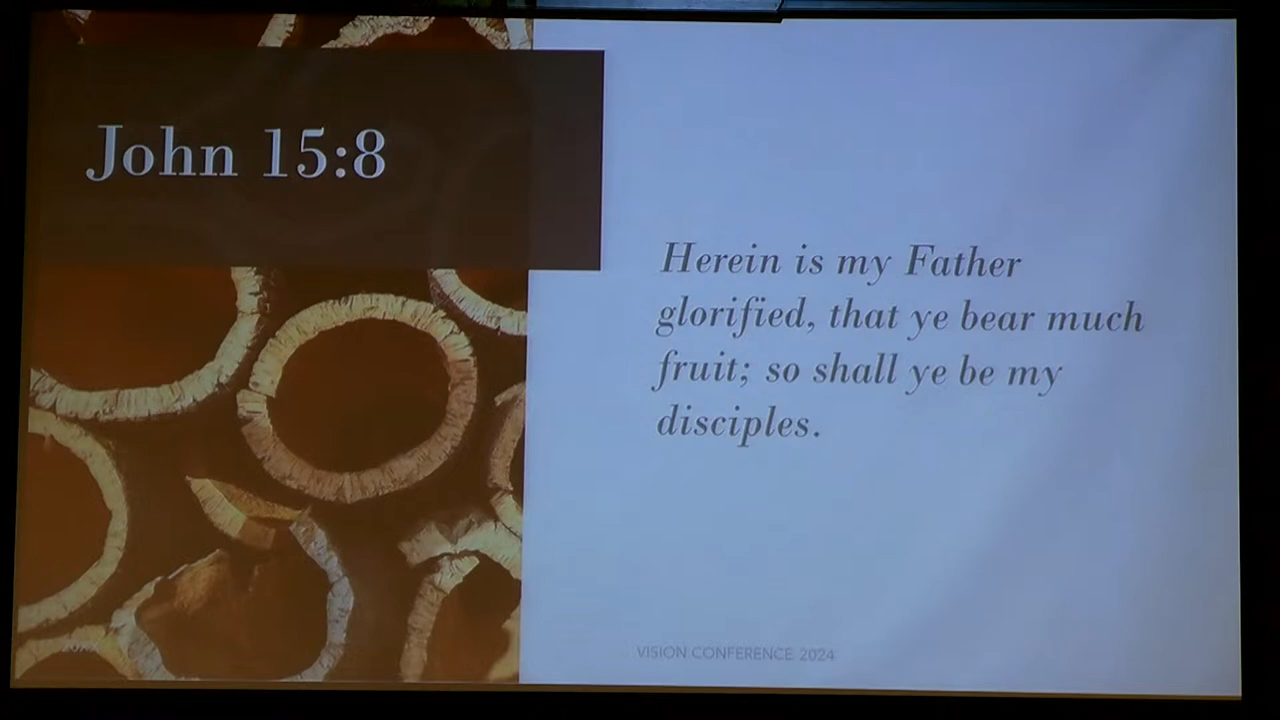 John 15:8
Herein is my Father
glorified, that ye bear much
fruit; so shall ye be my
disciples.
VISION CONFERENCE 2024